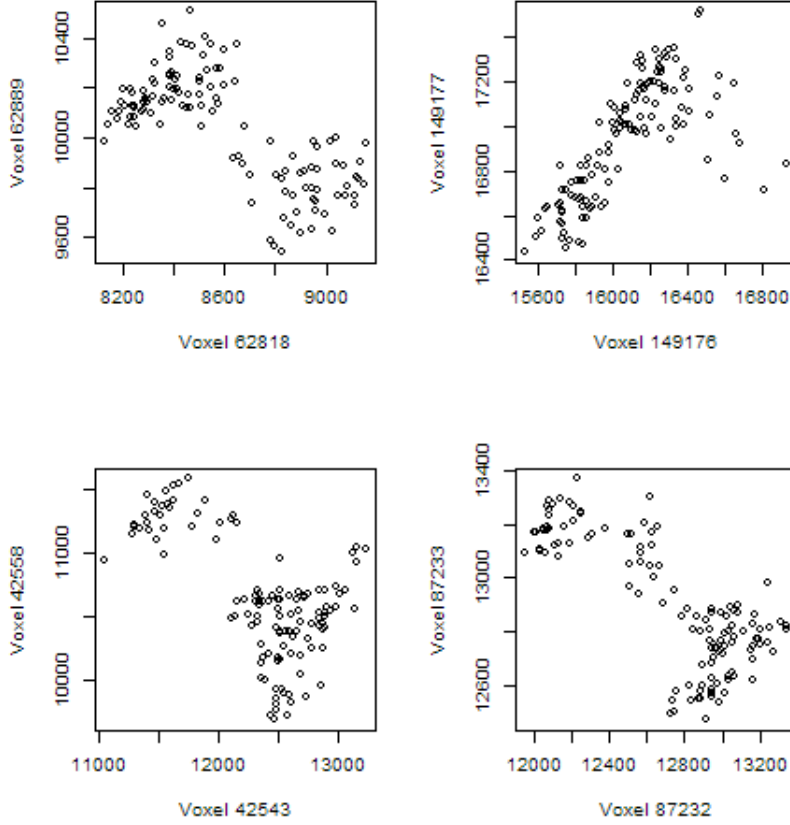 10400
10000
9600
Voxel 62889
8200 8600 9000
Voxel 62818
17200
16800
16400
Voxel 149177
15600 16000 16400 16800
Voxel 149176
11000
10000
Voxel 42558
11000 12000 13000
Voxel 42543
13400
13000
12600
Voxel 87233
12000 12400 12800 13200
Voxel 87232